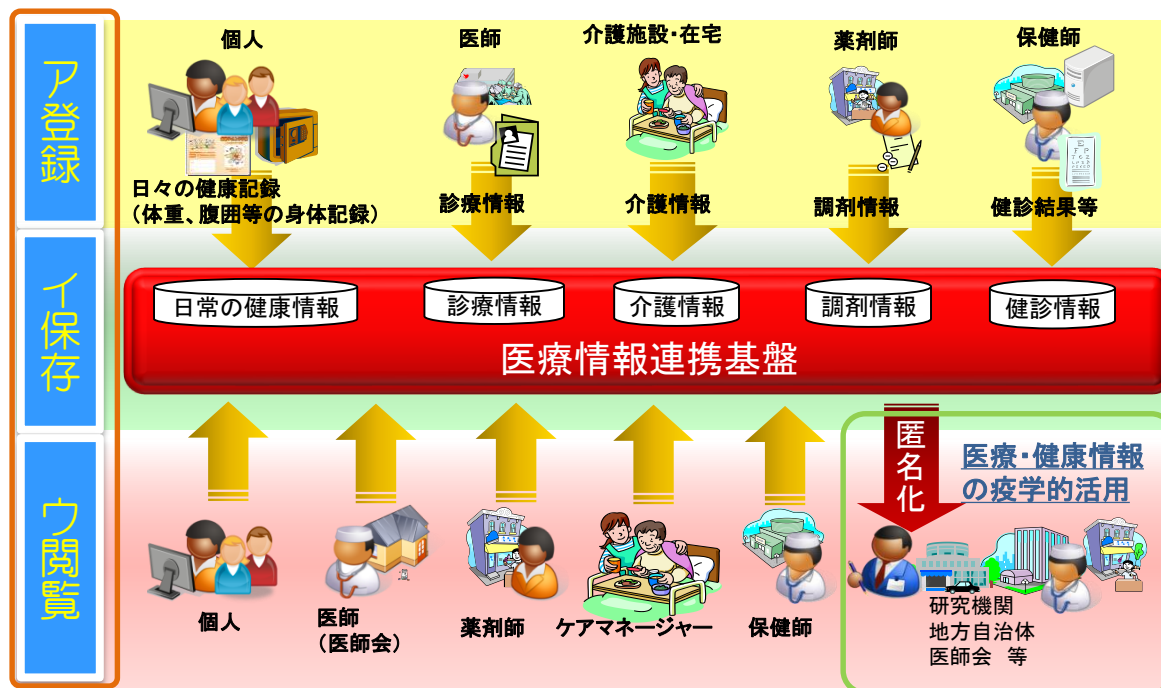 ア登録
個人
医師
介護施設・在宅
薬剤師
保健師
日々の健康記録
（体重、腹囲等の身体記録）
診療情報
介護情報
調剤情報
健診結果等
イ保存
日常の健康情報
診療情報
介護情報
調剤情報
健診情報
医療情報連携基盤
ウ閲覧
個人
医師
（医師会）
薬剤師
ケアマネージャー
保健師
匿名化
医療・健康情報
の疫学的活用
研究機関
地方自治体
医師会　等